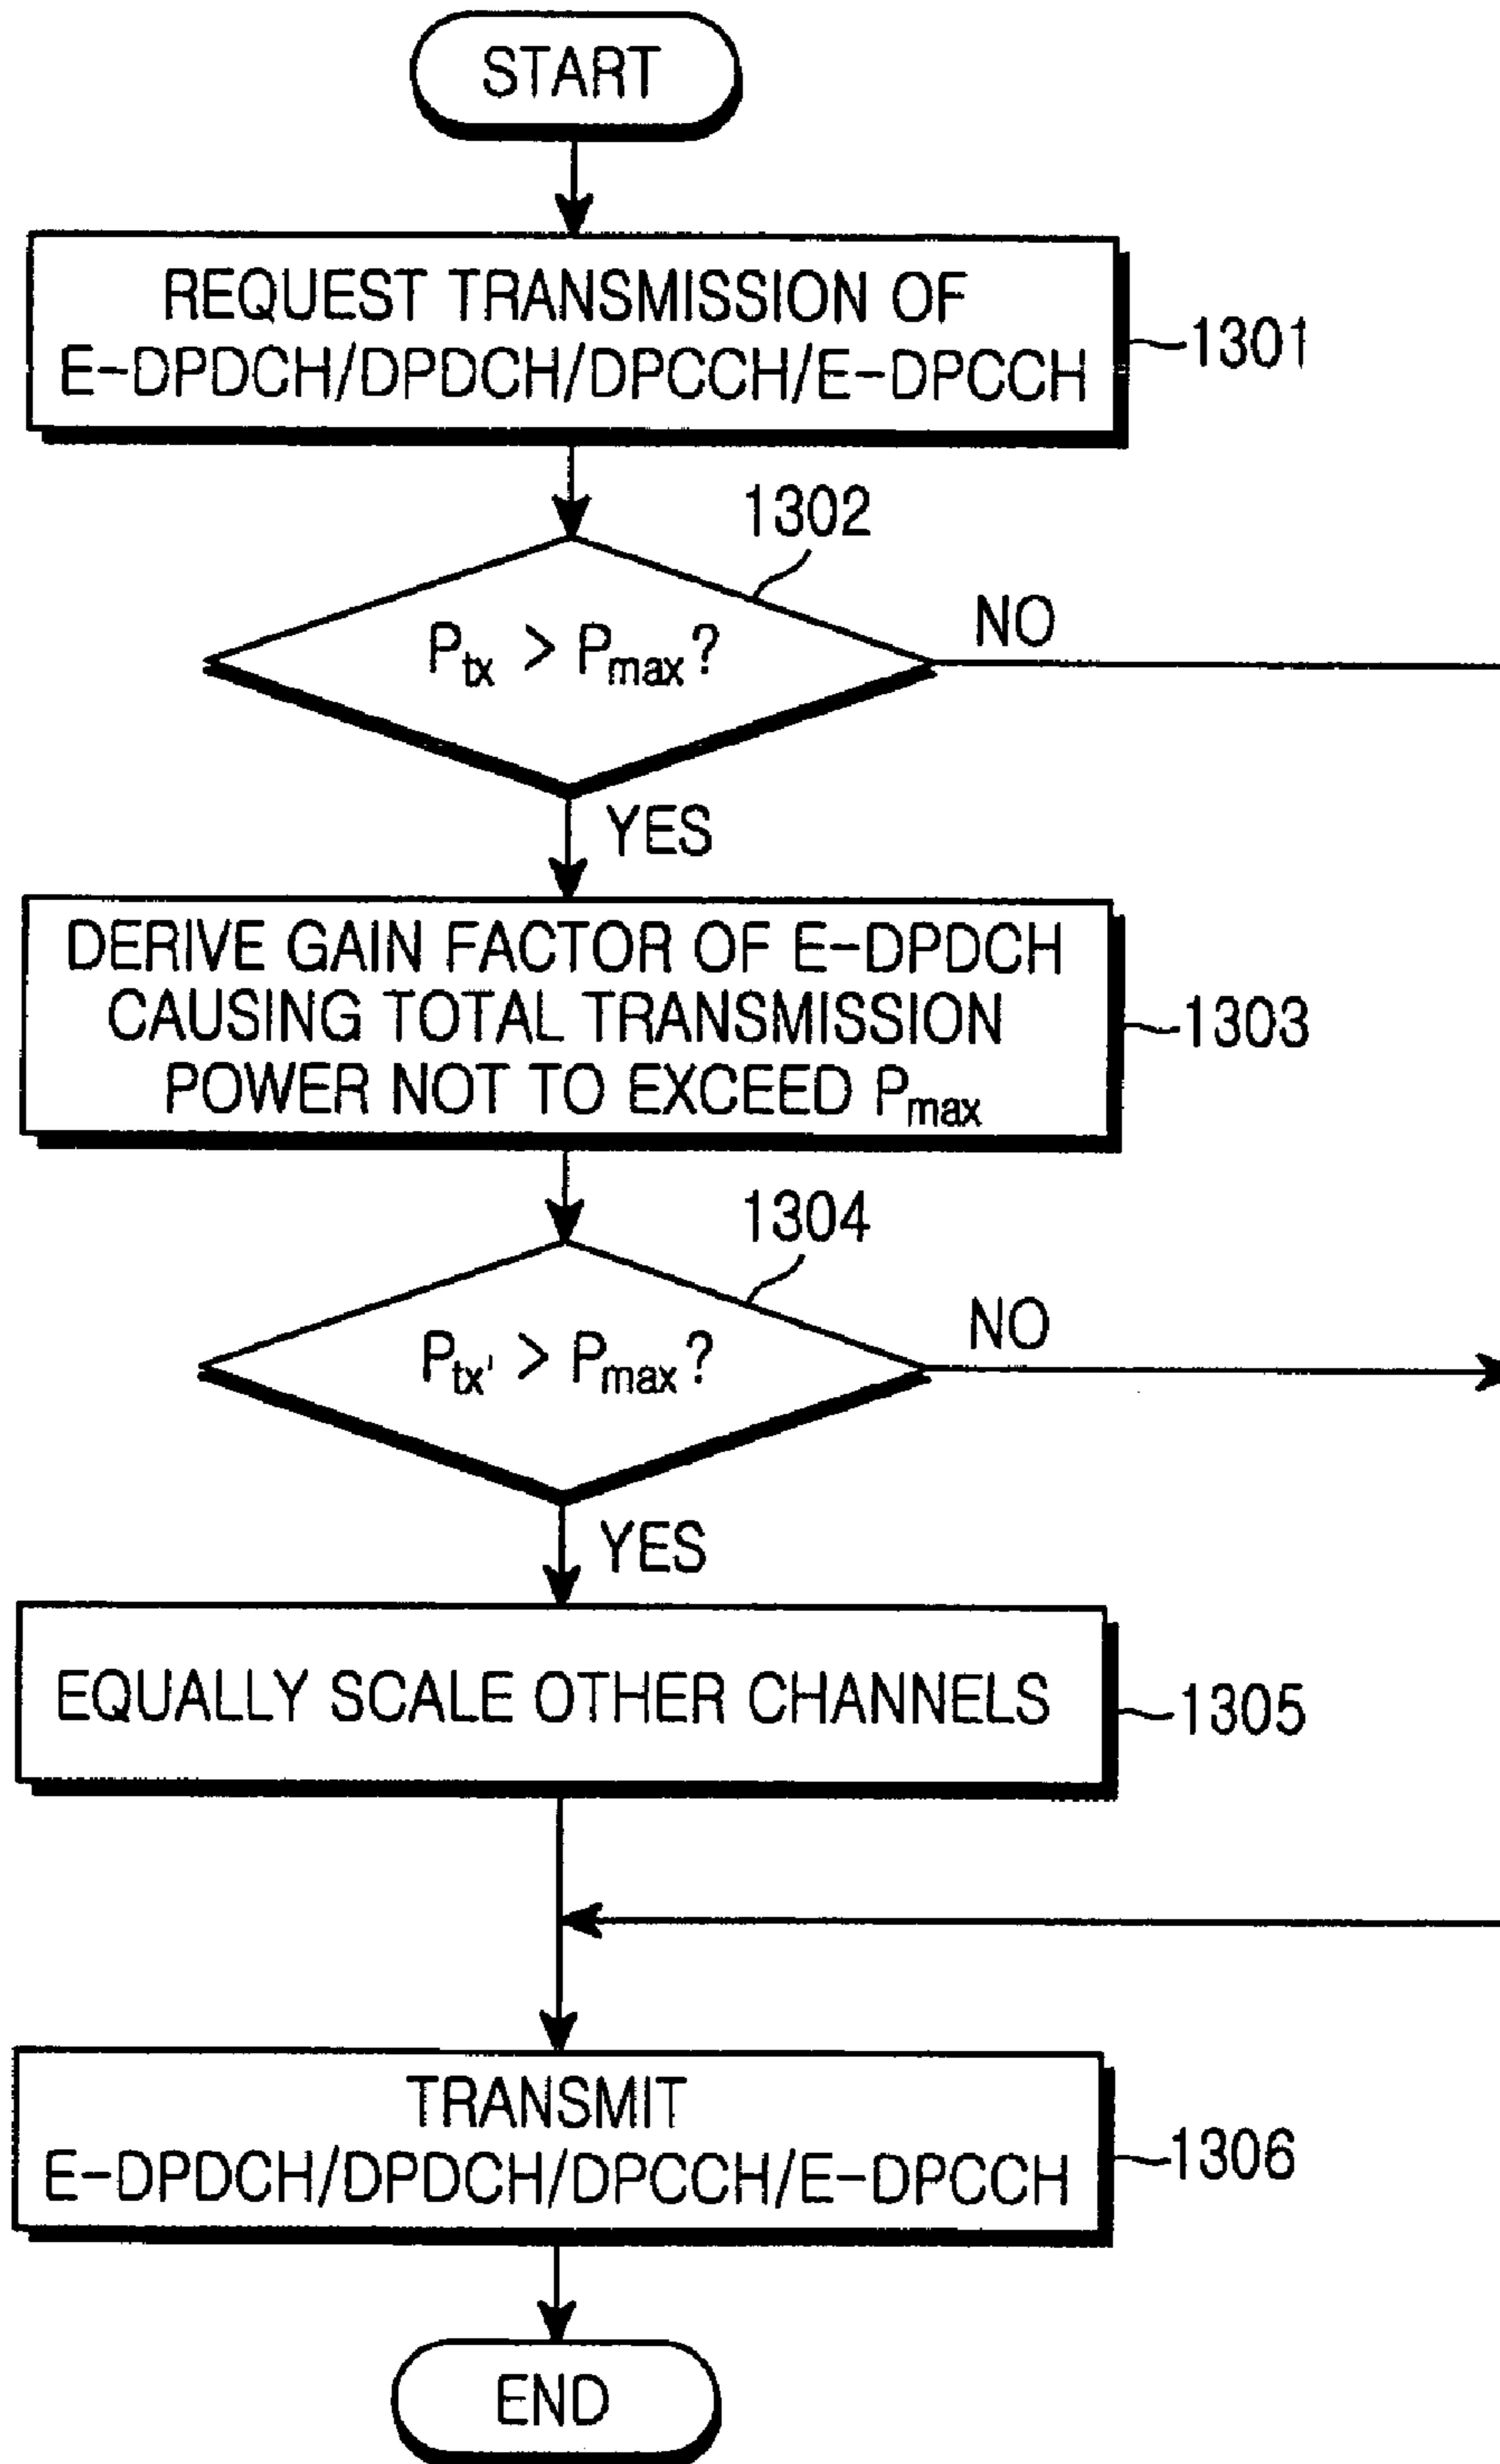 START
REQUEST TRANSMISSION OF
E-DPDCH/DPDCH/DPCCH/E-DPCCH
1301
1302
Ptx > Pmax?
NO
YES
DERIVE GAIN FACTOR OF E-DPDCH
CAUSING TOTAL TRANSMISSION
POWER NOT TO EXCEED Pmax
1303
1304
Ptx' > Pmax?
NO
YES
EQUALLY SCALE OTHER CHANNELS
1305
TRANSMIT
E-DPDCH/DPDCH/DPCCH/E-DPCCH
1306
END